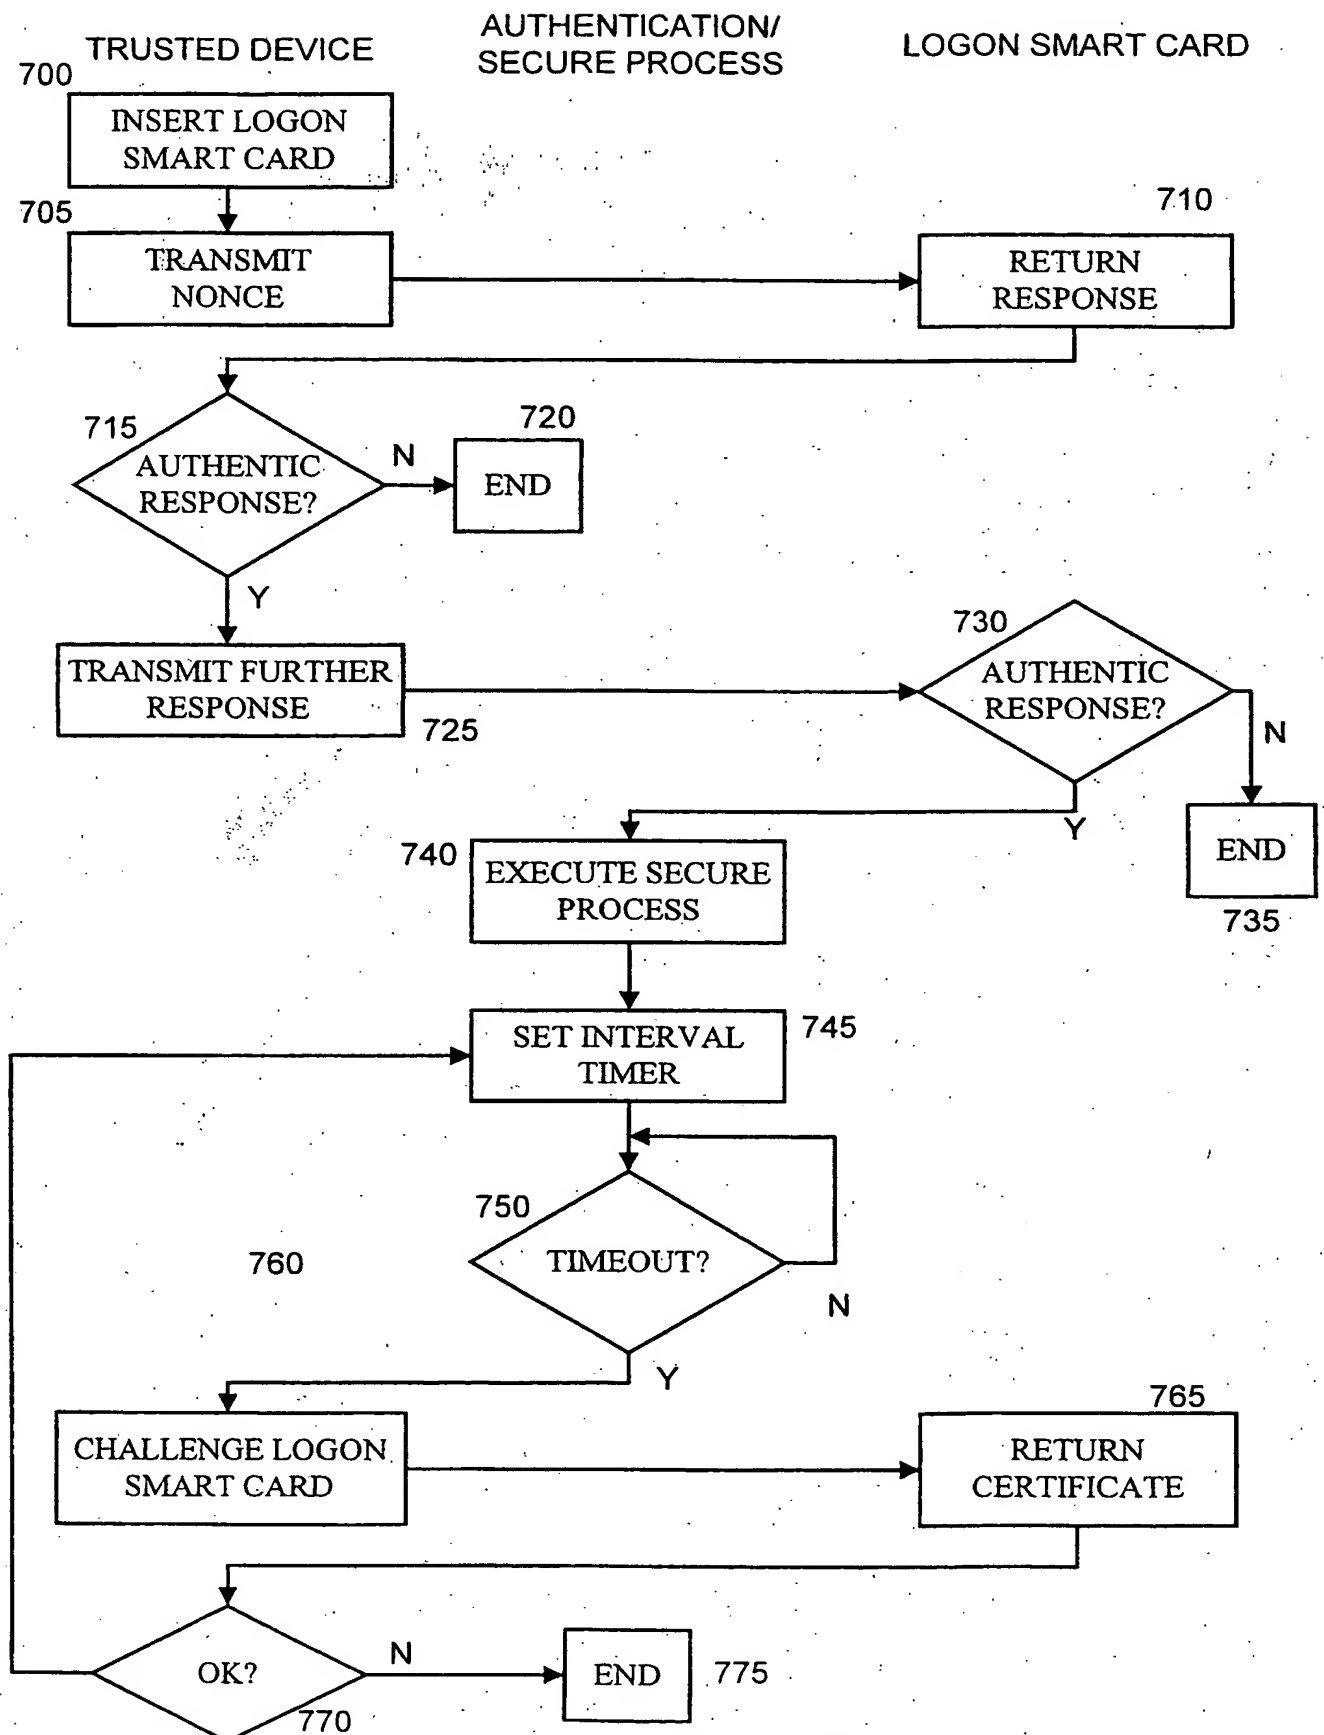 TRUSTED DEVICE
AUTHENTICATION/
SECURE PROCESS
LOGON SMART CARD
700
INSERT LOGON
SMART CARD
705
TRANSMIT
NONCE
710
RETURN
RESPONSE
715
AUTHENTIC
RESPONSE?
N
720
END
Y
TRANSMIT FURTHER
RESPONSE
725
730
AUTHENTIC
RESPONSE?
N
Y
END
735
740
EXECUTE SECURE
PROCESS
SET INTERVAL
TIMER
745
750
TIMEOUT?
N
760
Y
CHALLENGE LOGON
SMART CARD
765
RETURN
CERTIFICATE
OK?
770
N
END
775